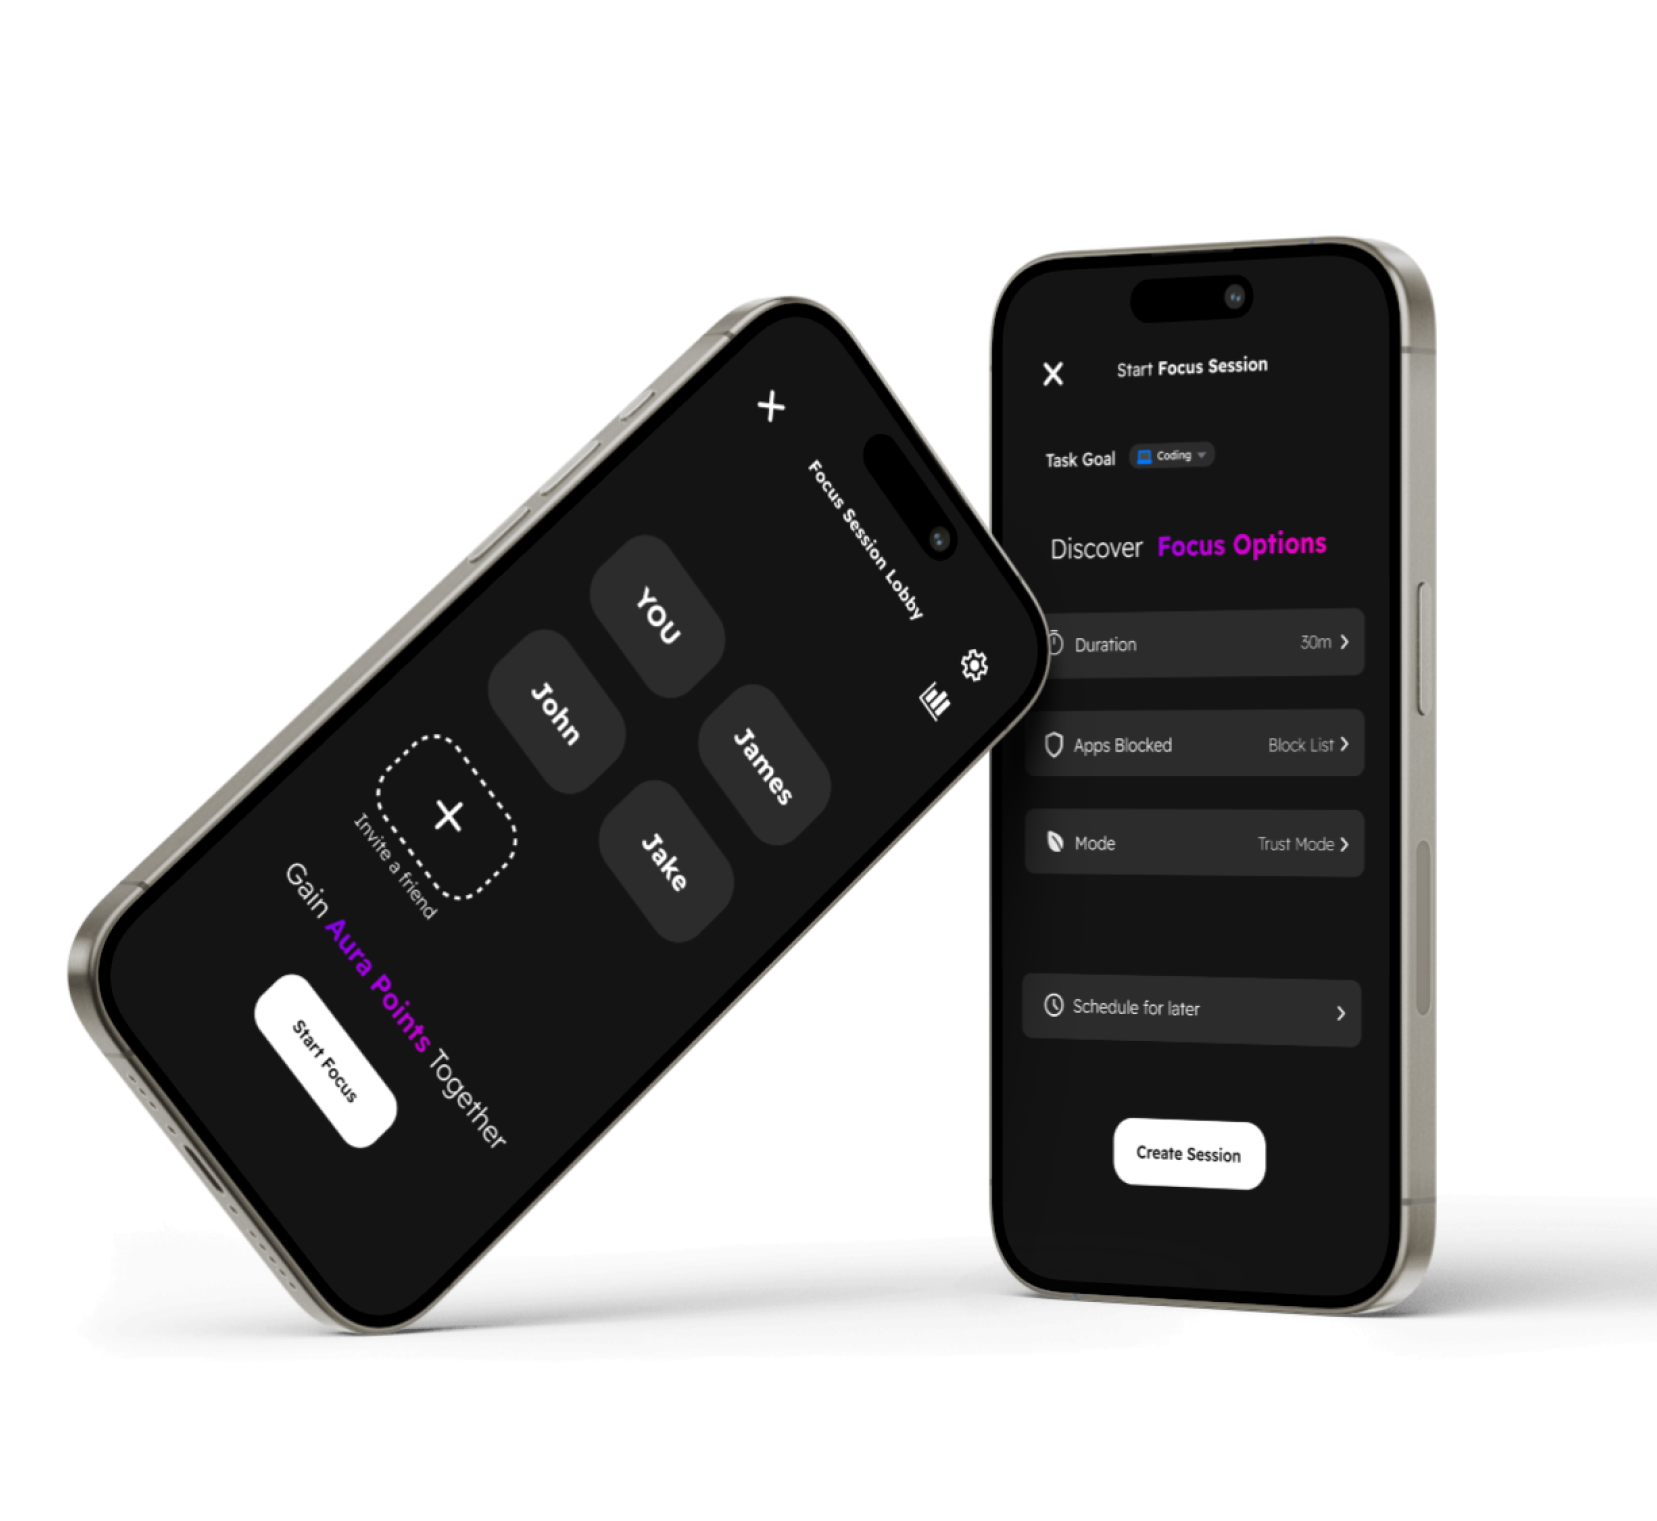 Focus Session Lobby
YOU
James
John
Jake
Invite a friend
Gain Aura Points Together
Start Focus
Start Focus Session
Task Goal Coding
Discover Focus Options
Duration 30m
Apps Blocked Block List
Mode Trust Mode
Schedule for later
Create Session